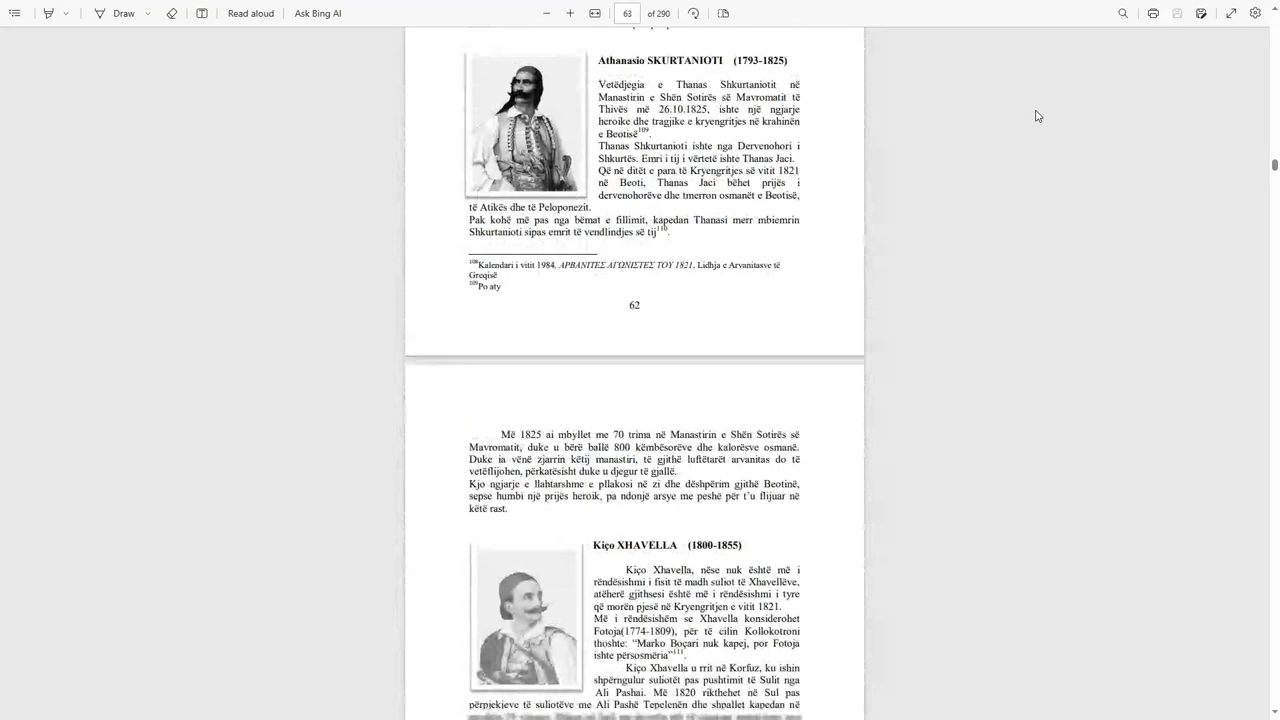 Draw
Read aloud
Ask Bing AI
63
of 290
Athanasio SKURTANIOTI (1793-1825)
Vetëdjegia e Thanas Shkurtaniotit në
Manastirin e Shën Sotirës së Mavromatit të
Thivës më 26.10.1825, ishte një ngjarje
heroike dhe tragjike e kryengritjes në krahinën
e Beotisë109.
Thanas Shkurtanioti ishte nga Dervenohori i
Shkurtës. Emri i tij i vërtetë ishte Thanas Jaci.
Që në ditët e para të Kryengritjes së vitit 1821
në Beoti, Thanas Jaci bëhet prijës i
dervenohorëve dhe tmerron osmanët e Beotisë,
të Atikës dhe të Peloponezit.
Pak kohë më pas nga bëmat e fillimit, kapedan Thanasi merr mbiemrin
Shkurtanioti sipas emrit të vendlindjes së tij110.
108Kalendari i vitit 1984, ΑΡΒΑΝΙΤΕΣ ΑΓΩΝΙΣΤΕΣ ΤΟΥ 1821, Lidhja e Arvanitasve të
Greqisë
109Po aty
62
Më 1825 ai mbyllet me 70 trima në Manastirin e Shën Sotirës së
Mavromatit, duke u bërë ballë 800 këmbësorëve dhe kalorësve osmanë.
Duke ia vënë zjarrin këtij manastiri, të gjithë luftëtarët arvanitas do të
vetëflijohen, përkatësisht duke u djegur të gjallë.
Kjo ngjarje e llahtarshme e pllakosi në zi dhe dëshpërim gjithë Beotinë,
sepse humbi një prijës heroik, pa ndonjë arsye me peshë për t'u flijuar në
këtë rast.
Kiço XHAVELLA (1800-1855)
Kiço Xhavella, nëse nuk është më i
rëndësishmi i fisit të madh suliot të Xhavellëve,
atëherë gjithsesi është më i rëndësishmi i tyre
që morën pjesë në Kryengritjen e vitit 1821.
Më i rëndësishëm se Xhavella konsiderohet
Fotoja(1774-1809), për të cilin Kollokotroni
thoshte: “Marko Boçari nuk kapej, por Fotoja
ishte përsosmëria”111.
Kiço Xhavella u rrit në Korfuz, ku ishin
shpërngulur suliotët pas pushtimit të Sulit nga
Ali Pashai. Më 1820 rikthehet në Sul pas
përpjekjeve të suliotëve me Ali Pashë Tepelenën dhe shpallet kapedan në